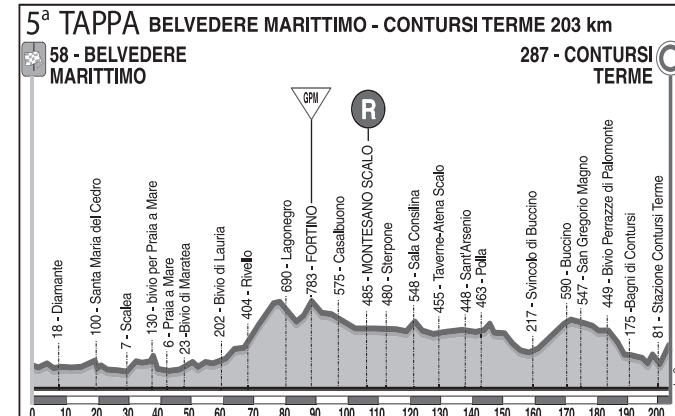 5ª TAPPA BELVEDERE MARITTIMO - CONTURSI TERME 203 km
58 - BELVEDERE
MARITTIMO
287 - CONTURSI
TERME
GPM
R
18 - Diamante
100 - Santa Maria del Cedro
7 - Scalea
130 - bivio per Praia a Mare
6 - Praia a Mare
23 -Bivio di Maratea
202 - Bivio di Lauria
404 - Rivello
690 - Lagonegro
783 - FORTINO
575 - Casalbuono
485 - MONTESANO SCALO
480 - Sterpone
548 - Sala Consilina
455 - Taverne-Atena Scalo
448 - Sant'Arsenio
463 - Polla
217 - Svincolo di Buccino
590 - Buccino
547 - San Gregorio Magno
449 - Bivio Perrazze di Palomonte
175 -Bagni di Contursi
81 - Stazione Contursi Terme
0 10 20 30 40 50 60 70 80 90 100 110 120 130 140 150 160 170 180 190 200